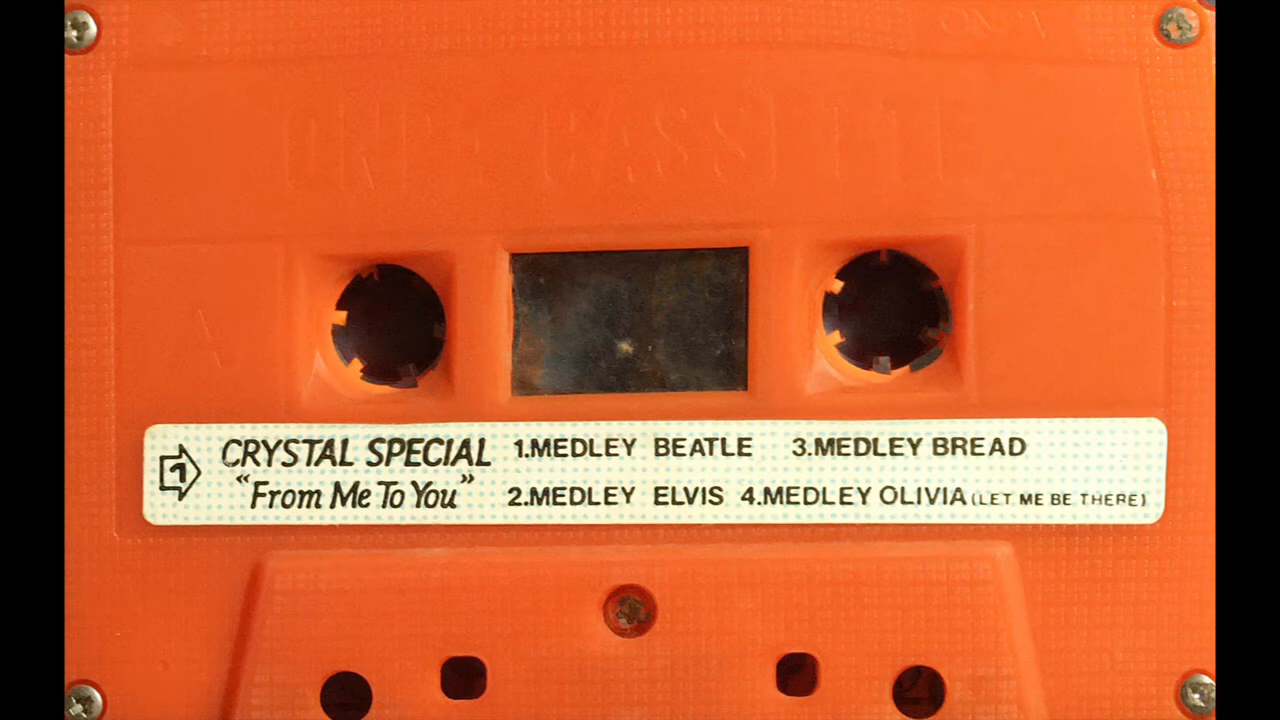 1
CRYSTAL SPECIAL
“From Me To You”
1.MEDLEY BEATLE
3.MEDLEY BREAD
2.MEDLEY ELVIS
4.MEDLEY OLIVIA (LET ME BE THERE)